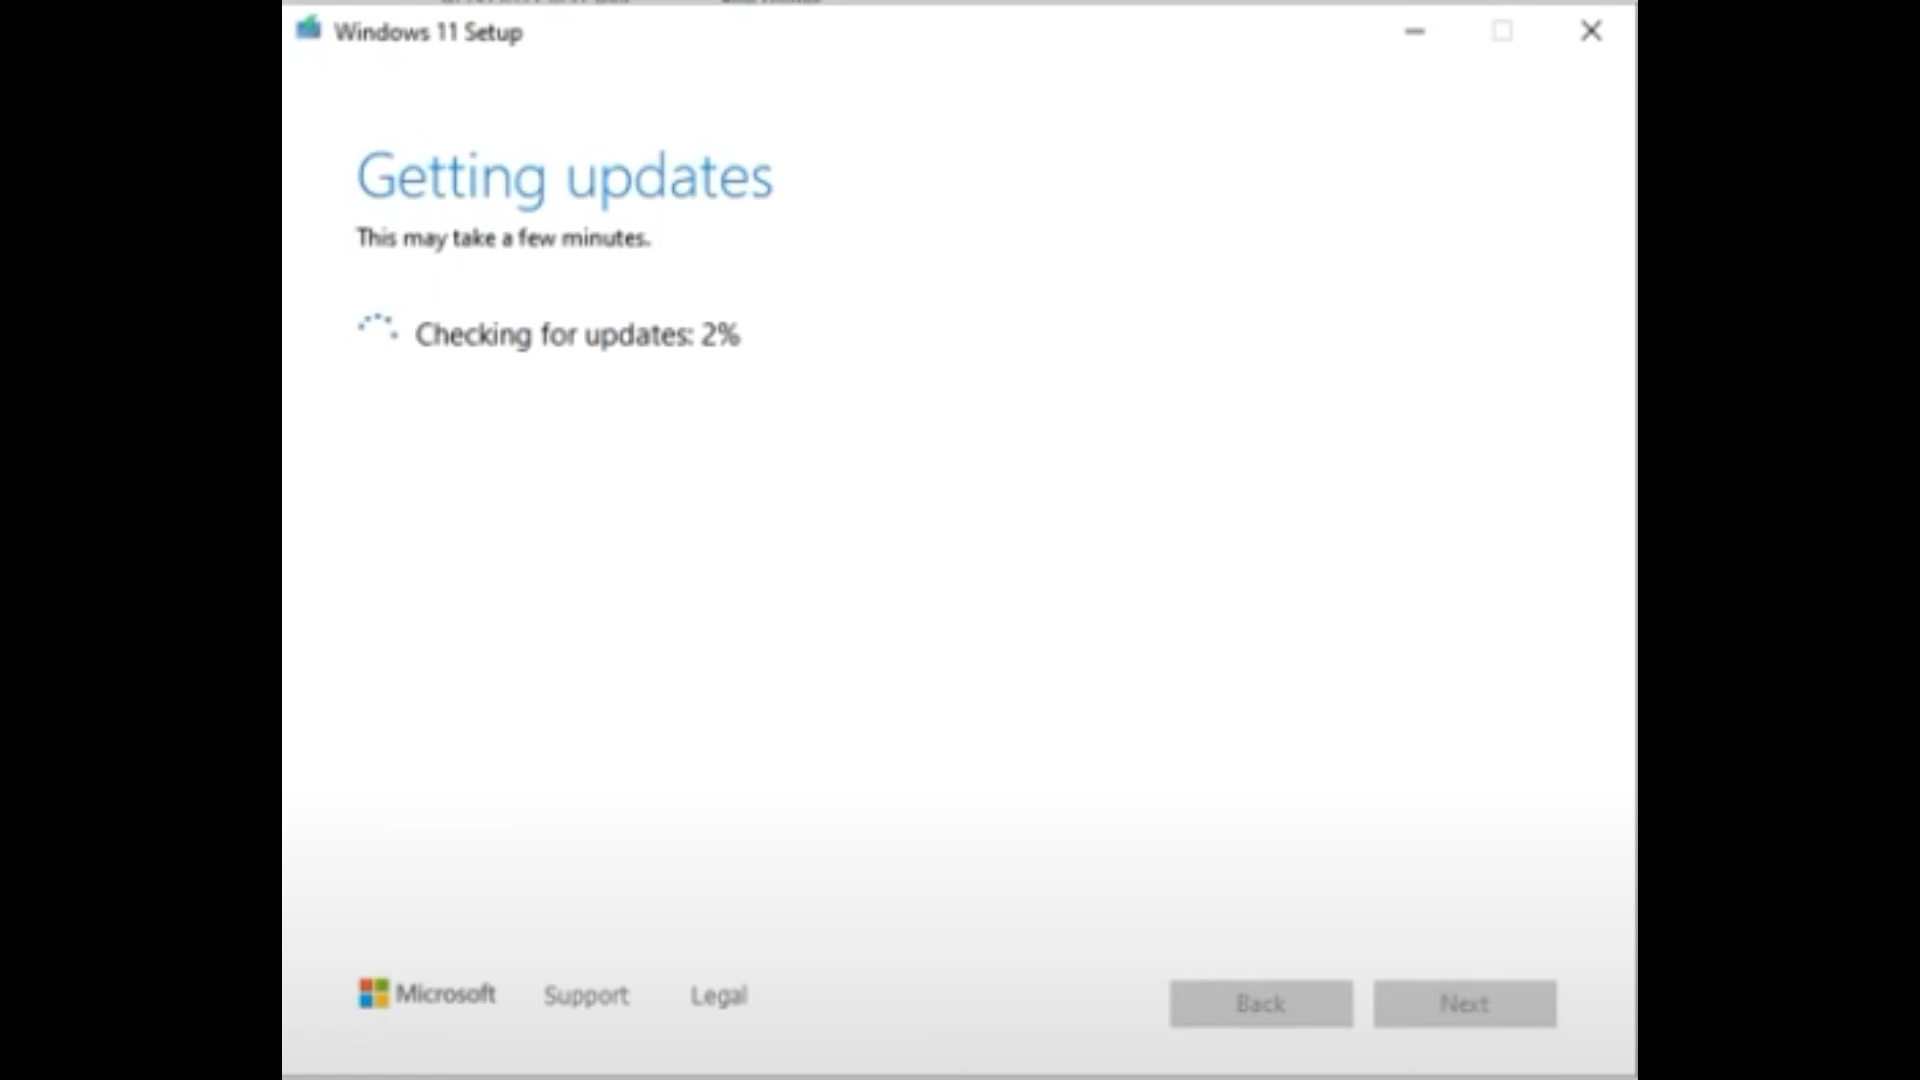 Windows 11 Setup
Getting updates
This may take a few minutes.
Checking for updates: 2%
Microsoft
Support
Legal
Back
Next